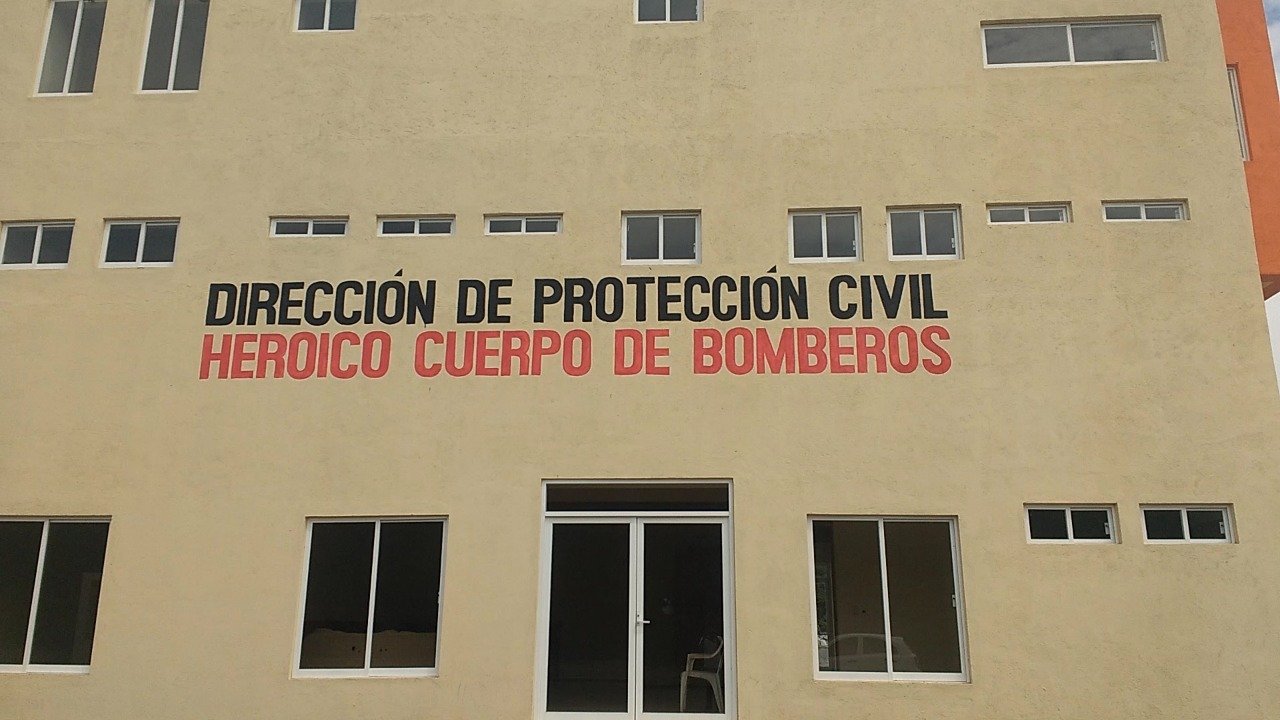 DIRECCIÓN DE PROTECCIÓN CIVIL
HEROICO CUERPO DE BOMBEROS